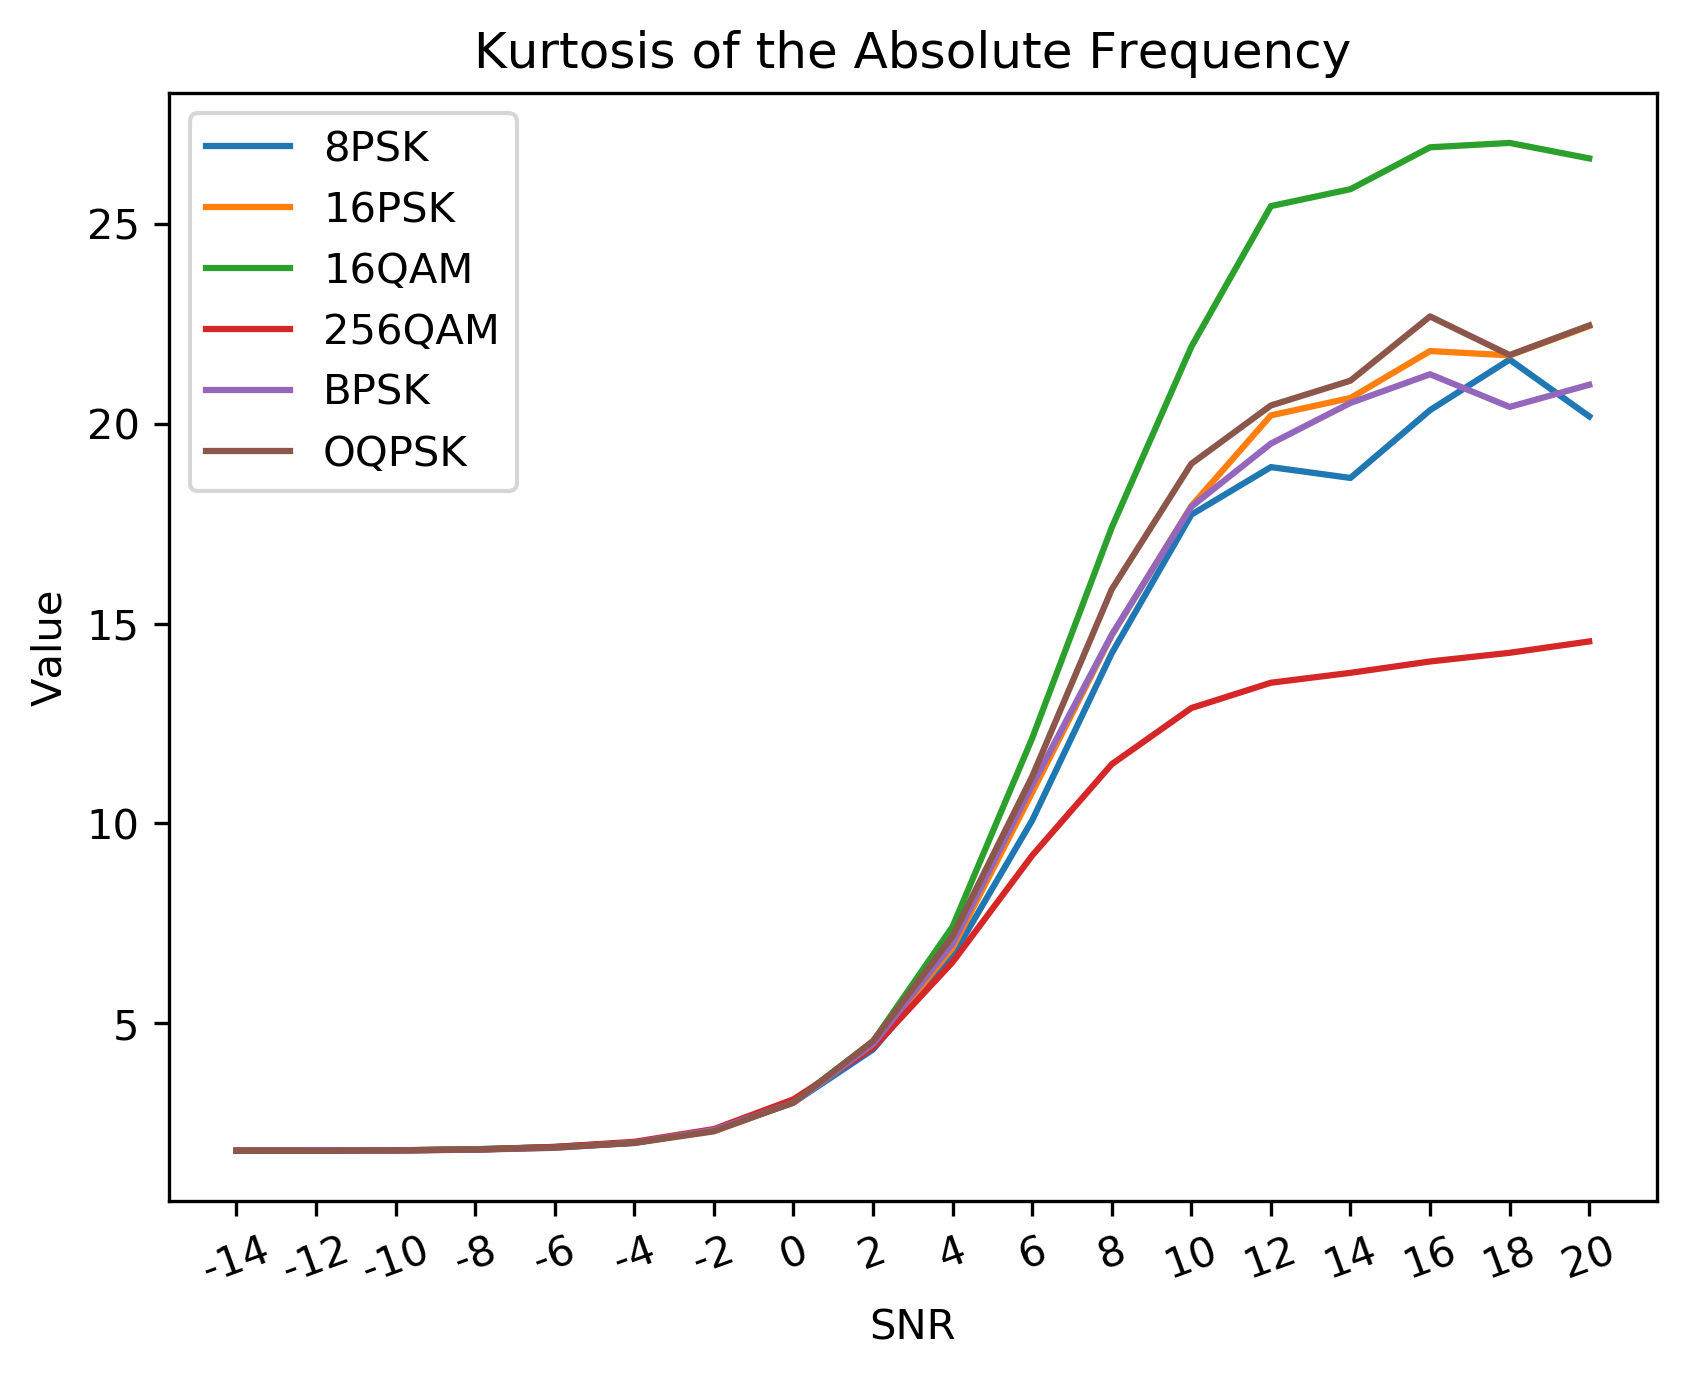 Kurtosis of the Absolute Frequency
8PSK
16PSK
16QAM
256QAM
BPSK
OQPSK
Value
25
20
15
10
5
-14 -12 -10 -8 -6 -4 -2 0 2 4 6 8 10 12 14 16 18 20
SNR